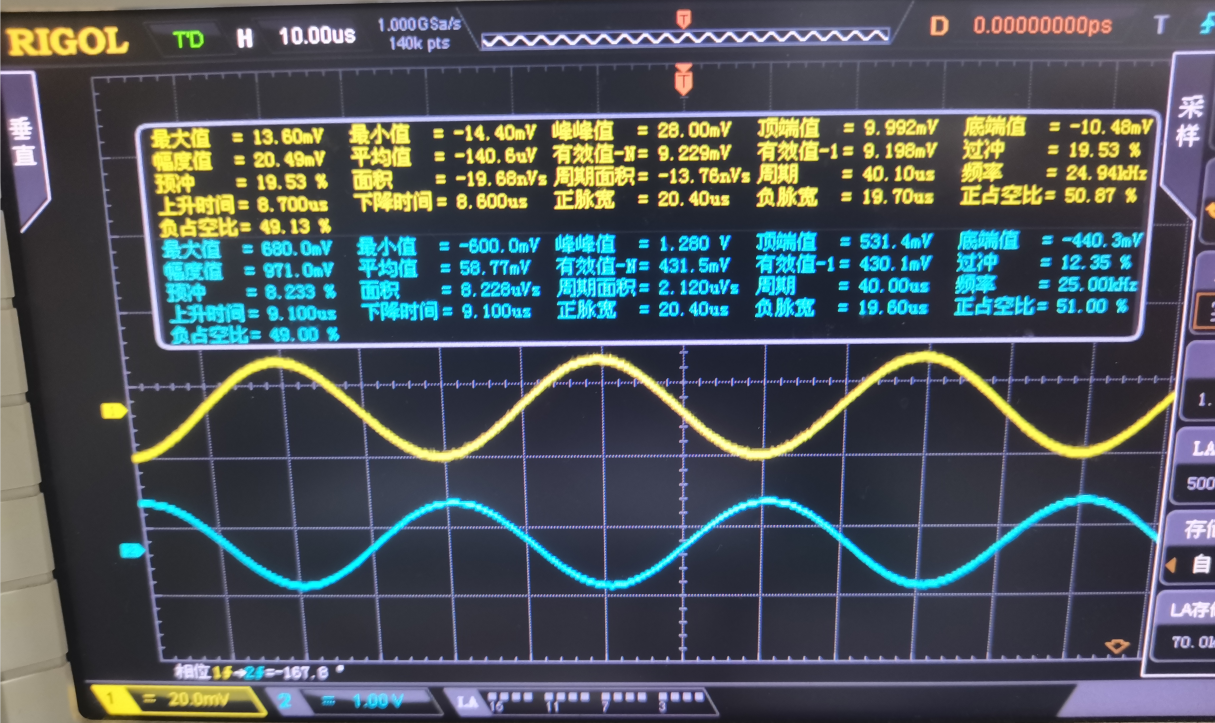 RIGOL T'D H 10.00us 1.000GSa/s 140k pts T D 0.00000000ps T
T
垂直
采样
最大值 = 13.60mV 最小值 = -14.40mV 峰峰值 = 28.00mV 顶端值 = 9.992mV 底端值 = -10.48mV
幅度值 = 20.49mV 平均值 = -140.6uV 有效值-N= 9.229mV 有效值-1= 9.198mV 过冲 = 19.53 %
预冲 = 19.53 % 面积 = -19.68nVs 周期面积= -13.76nVs 周期 = 40.10us 频率 = 24.94kHz
上升时间= 8.700us 下降时间= 8.600us 正脉宽 = 20.40us 负脉宽 = 19.70us 正占空比= 50.87 %
负占空比= 49.13 %
最大值 = 680.0mV 最小值 = -600.0mV 峰峰值 = 1.280 V 顶端值 = 531.4mV 底端值 = -440.3mV
幅度值 = 971.0mV 平均值 = 58.77mV 有效值-N= 431.5mV 有效值-1= 430.1mV 过冲 = 12.35 %
预冲 = 8.233 % 面积 = 8.228uVs 周期面积= 2.120uVs 周期 = 40.00us 频率 = 25.00kHz
上升时间= 9.100us 下降时间= 9.100us 正脉宽 = 20.40us 负脉宽 = 19.60us 正占空比= 51.00 %
负占空比= 49.00 %
1.
LA
500
存储
自
LA存储
70.0k
相位1→2=-167.8 °
1 = 20.0mV 2 = 1.00 V LA 15 11 7 3